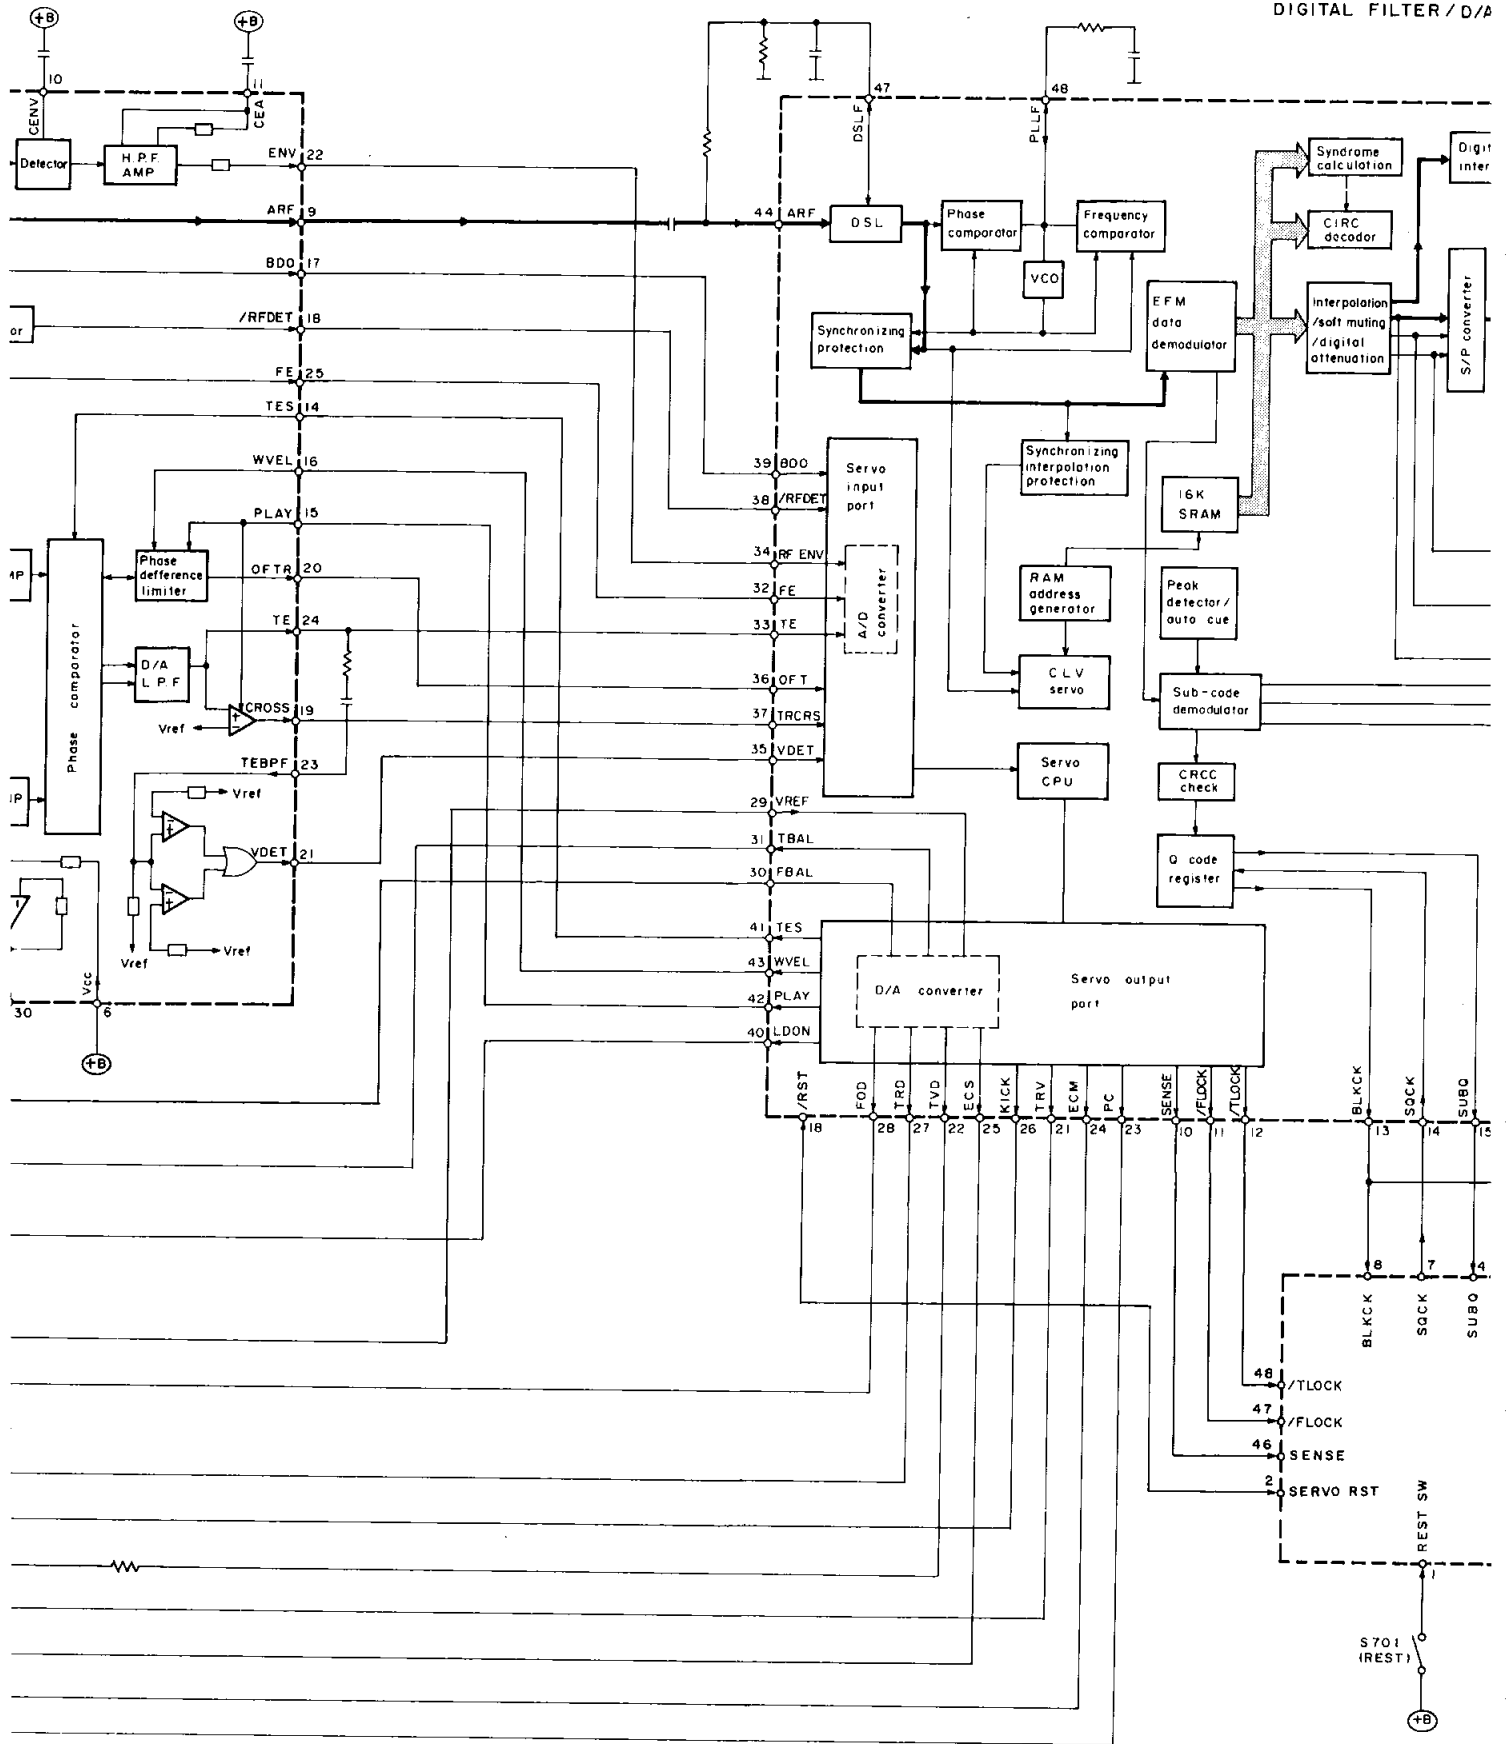 DIGITAL FILTER / D/A
+B
+B
10
11
CENV
CEA
Detector
H.P.F.
AMP
ENV
22
ARF
9
BDO
17
/RFDET
18
or
FE
25
TES
14
WVEL
16
PLAY
15
MP
Phase
defference
limiter
OFTR
20
TE
24
Phase comparator
D/A
L.P.F
+
-
CROSS
19
Vref
TEBPF
23
IP
Vref
VDET
21
Vref
Vref
Vcc
30
6
+B
47
48
DSLF
PLLF
44
ARF
DSL
Phase
comparator
Frequency
comparator
VCO
Synchronizing
protection
EFM
data
demodulator
Syndrome
calculation
CIRC
decodor
Interpolation
/soft muting
/digital
attenuation
Digit
inter
S/P converter
Synchronizing
interpolation
protection
16K
SRAM
RAM
address
generator
Peak
detector/
auto cue
CLV
servo
Sub-code
demodulator
CRCC
check
Q code
register
39
BDO
38
/RFDET
34
RF ENV
32
FE
33
TE
36
OFT
37
TRCRS
35
VDET
29
VREF
31
TBAL
30
FBAL
41
TES
43
WVEL
42
PLAY
40
LDON
Servo
input
port
A/D
converter
Servo
CPU
D/A converter
Servo output
port
/RST
FOD
TRD
TVD
ECS
KICK
TRV
ECM
PC
SENSE
/FLOCK
/TLOCK
BLKCK
SQCK
SUBQ
18
28
27
22
25
26
21
24
23
10
11
12
13
14
15
8
7
4
BLKCK
SQCK
SUBQ
48
/TLOCK
47
/FLOCK
46
SENSE
2
SERVO RST
REST SW
1
S701
(REST)
+B